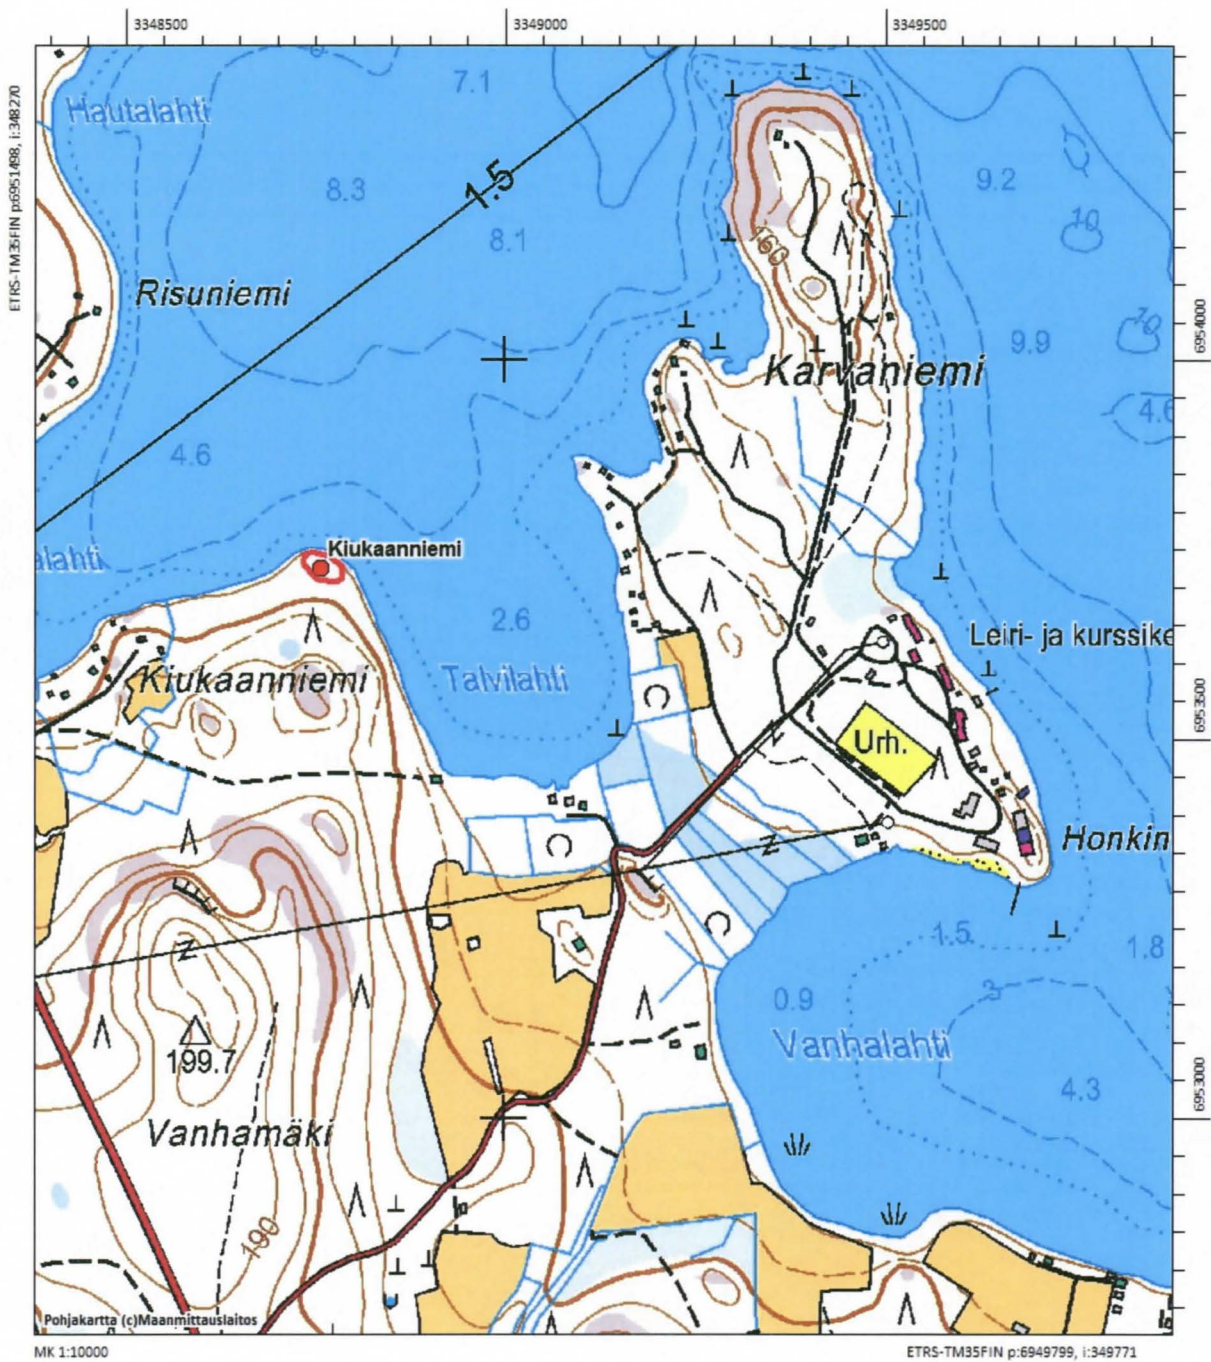 3348500
3349000
3349500
ETRS-TM35FIN p:6951498, i:348270
7.1
Hautalahti
1.5
8.3
9.2
10
8.1
160
Risuniemi
6954000
10
9.9
Karvaniemi
4.6
4.6
Kiukaanniemi
alahti
2.6
Leiri- ja kurssike
Kiukaanniemi
Talvilahti
6953500
Urh.
Z
Honkin
Z
1.5
1.8
Z
3
0.9
Vanhalahti
199.7
6953000
4.3
Vanhamäki
190
Pohjakartta (c)Maanmittauslaitos
MK 1:10000
ETRS-TM35FIN p:6949799, i:349771